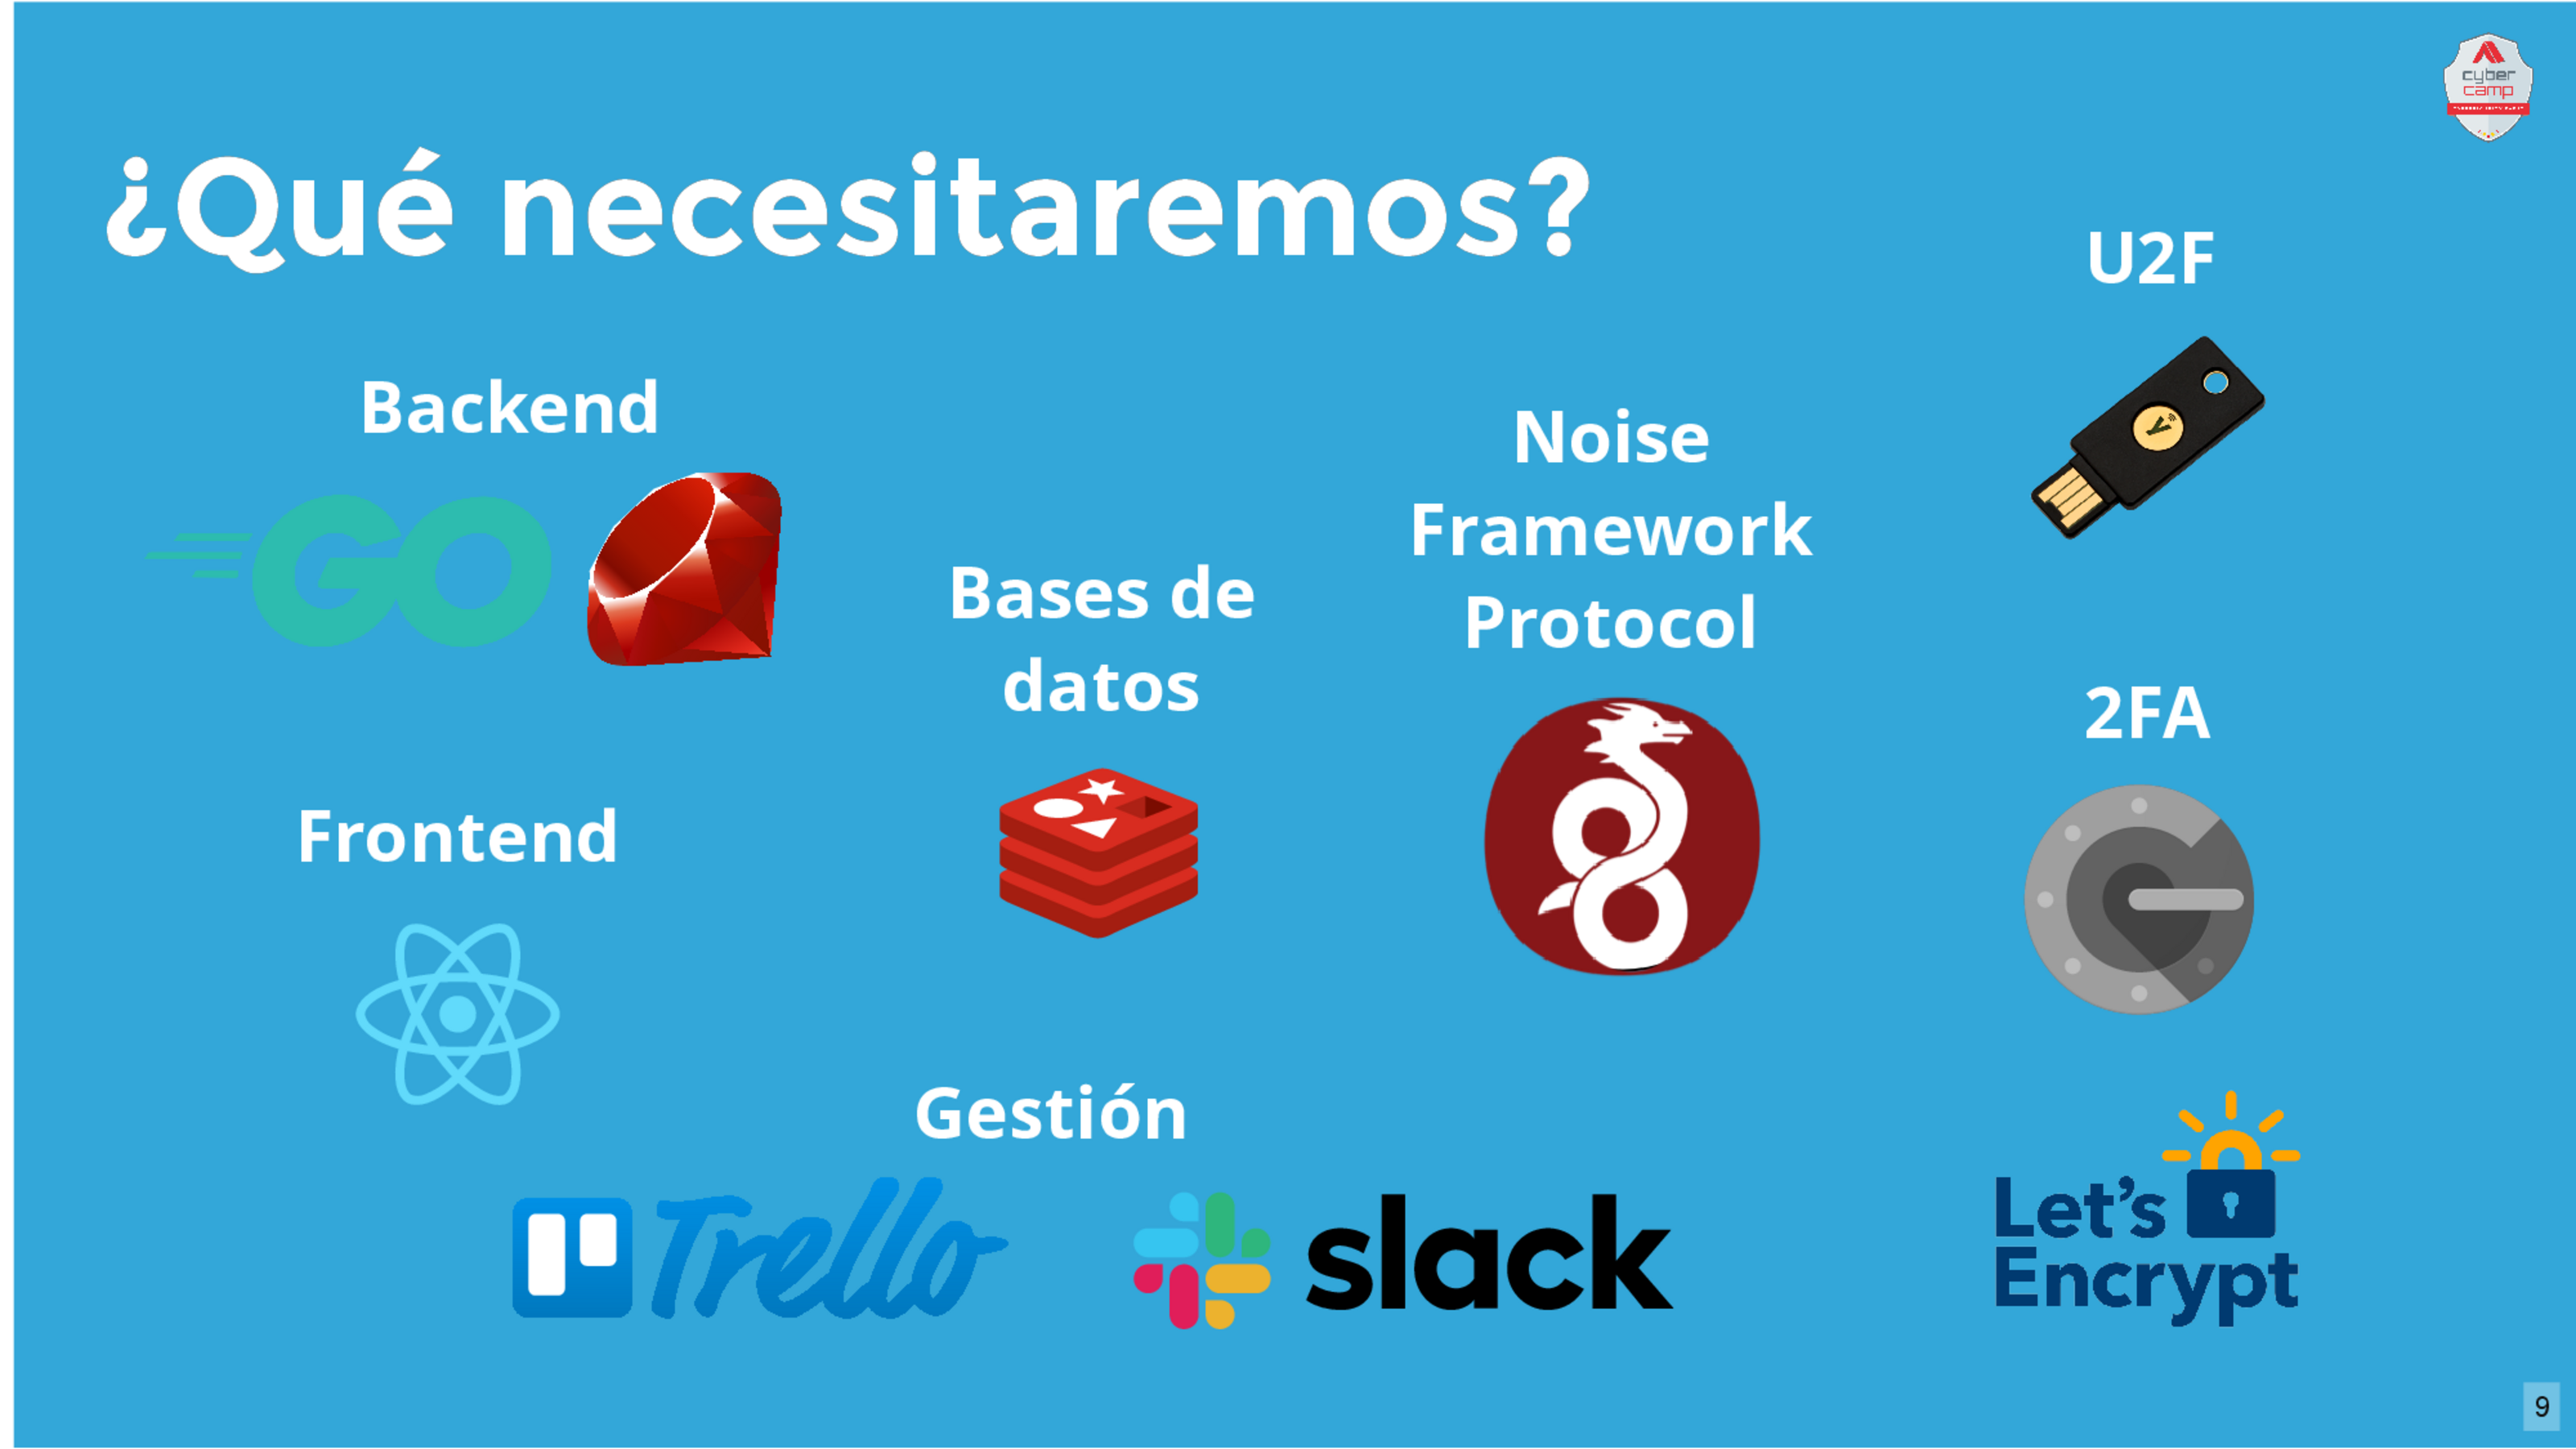 cyber
camp
¿Qué necesitaremos?
U2F
Backend
GO
Noise
Framework
Protocol
Bases de
datos
2FA
Frontend
Gestión
Trello
slack
Let's
Encrypt
9